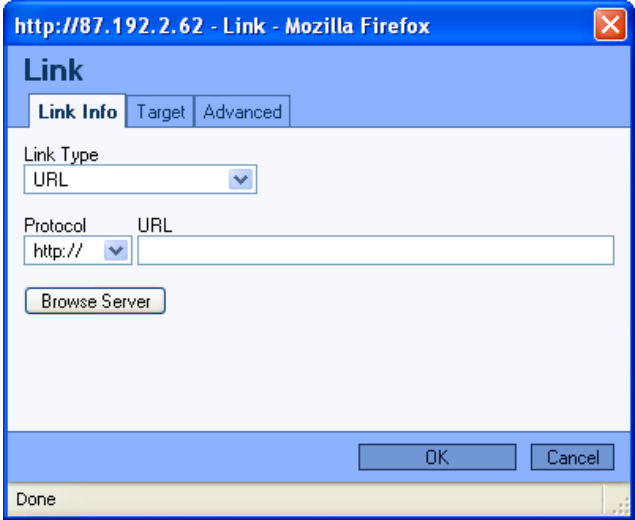 http://87.192.2.62 - Link - Mozilla Firefox
Link
Link Info Target Advanced
Link Type
URL
Protocol URL
http://
Browse Server
OK Cancel
Done